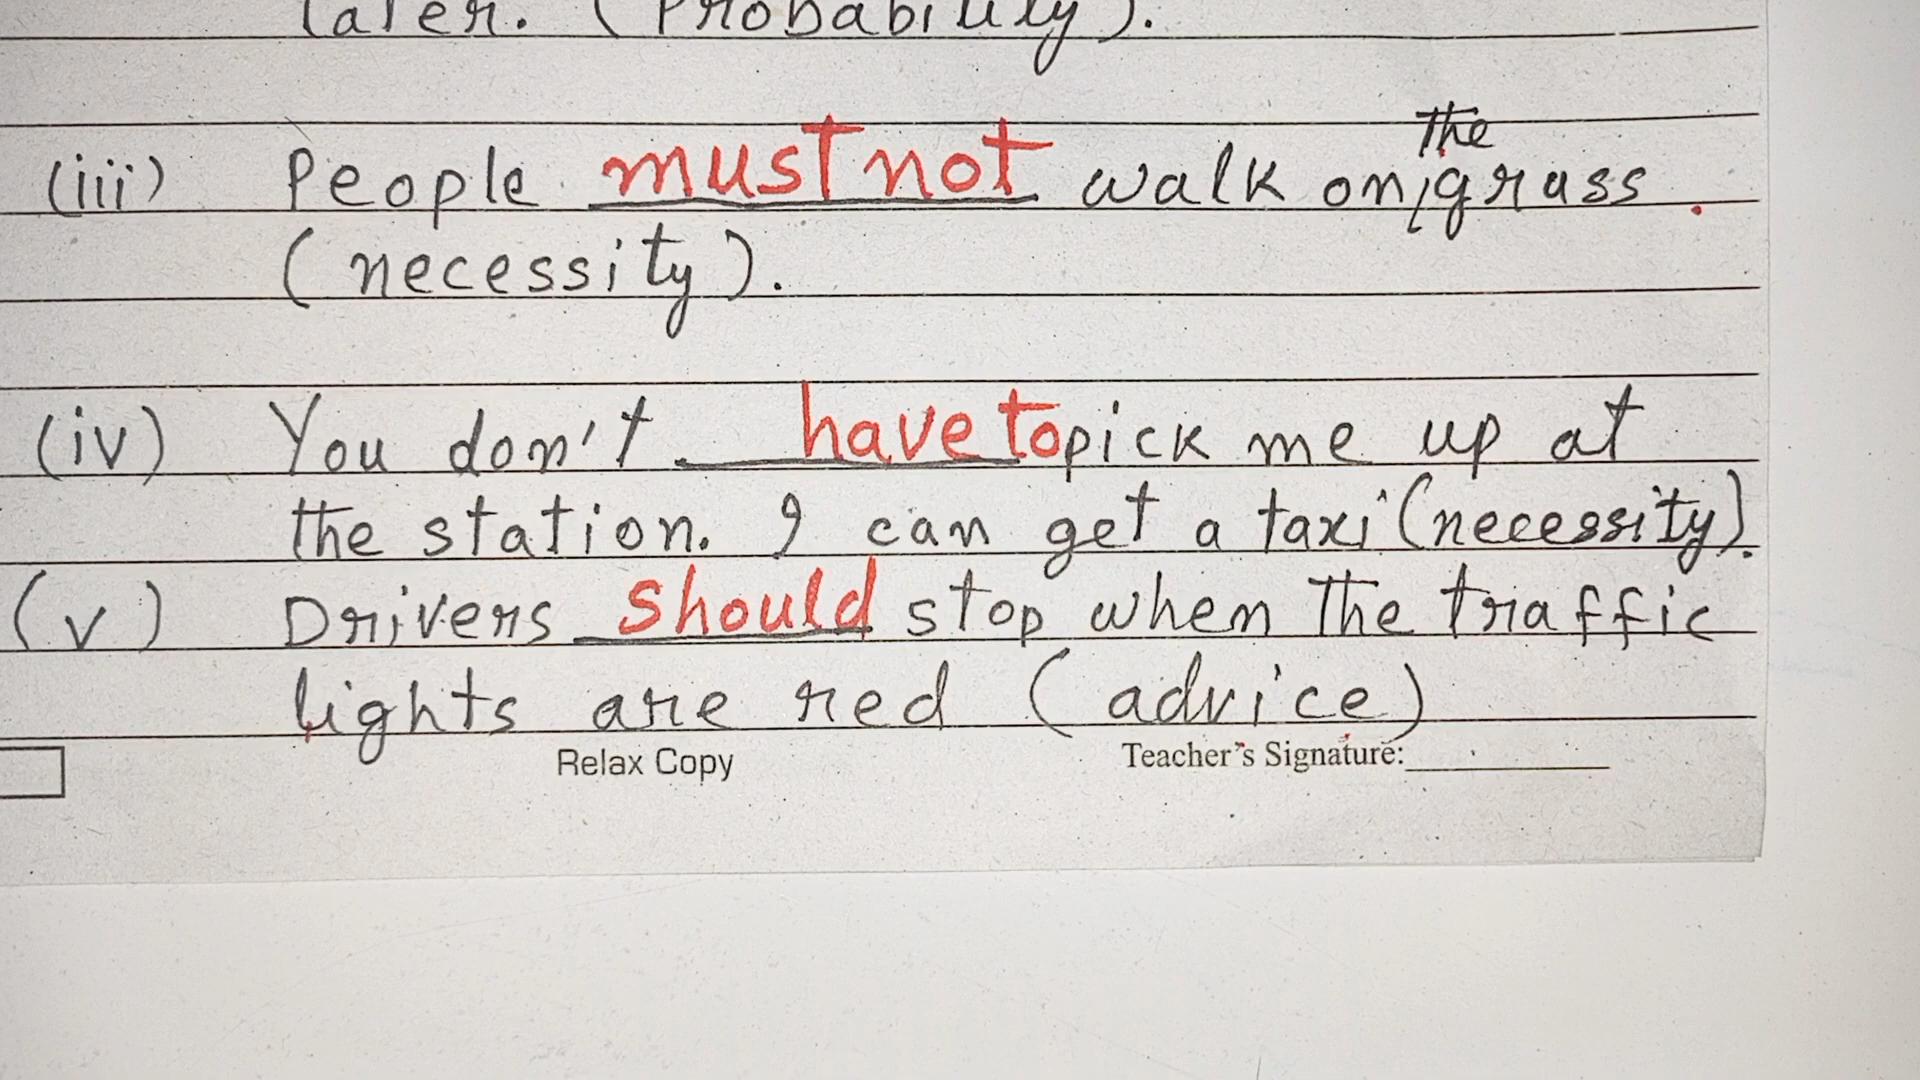 later. (Probability).
(iii) People must not walk on the grass.
(necessity).
(iv) You don't have to pick me up at
the station. I can get a taxi (necessity).
(v) Drivers should stop when the traffic
lights are red (advice)
Relax Copy Teacher's Signature: